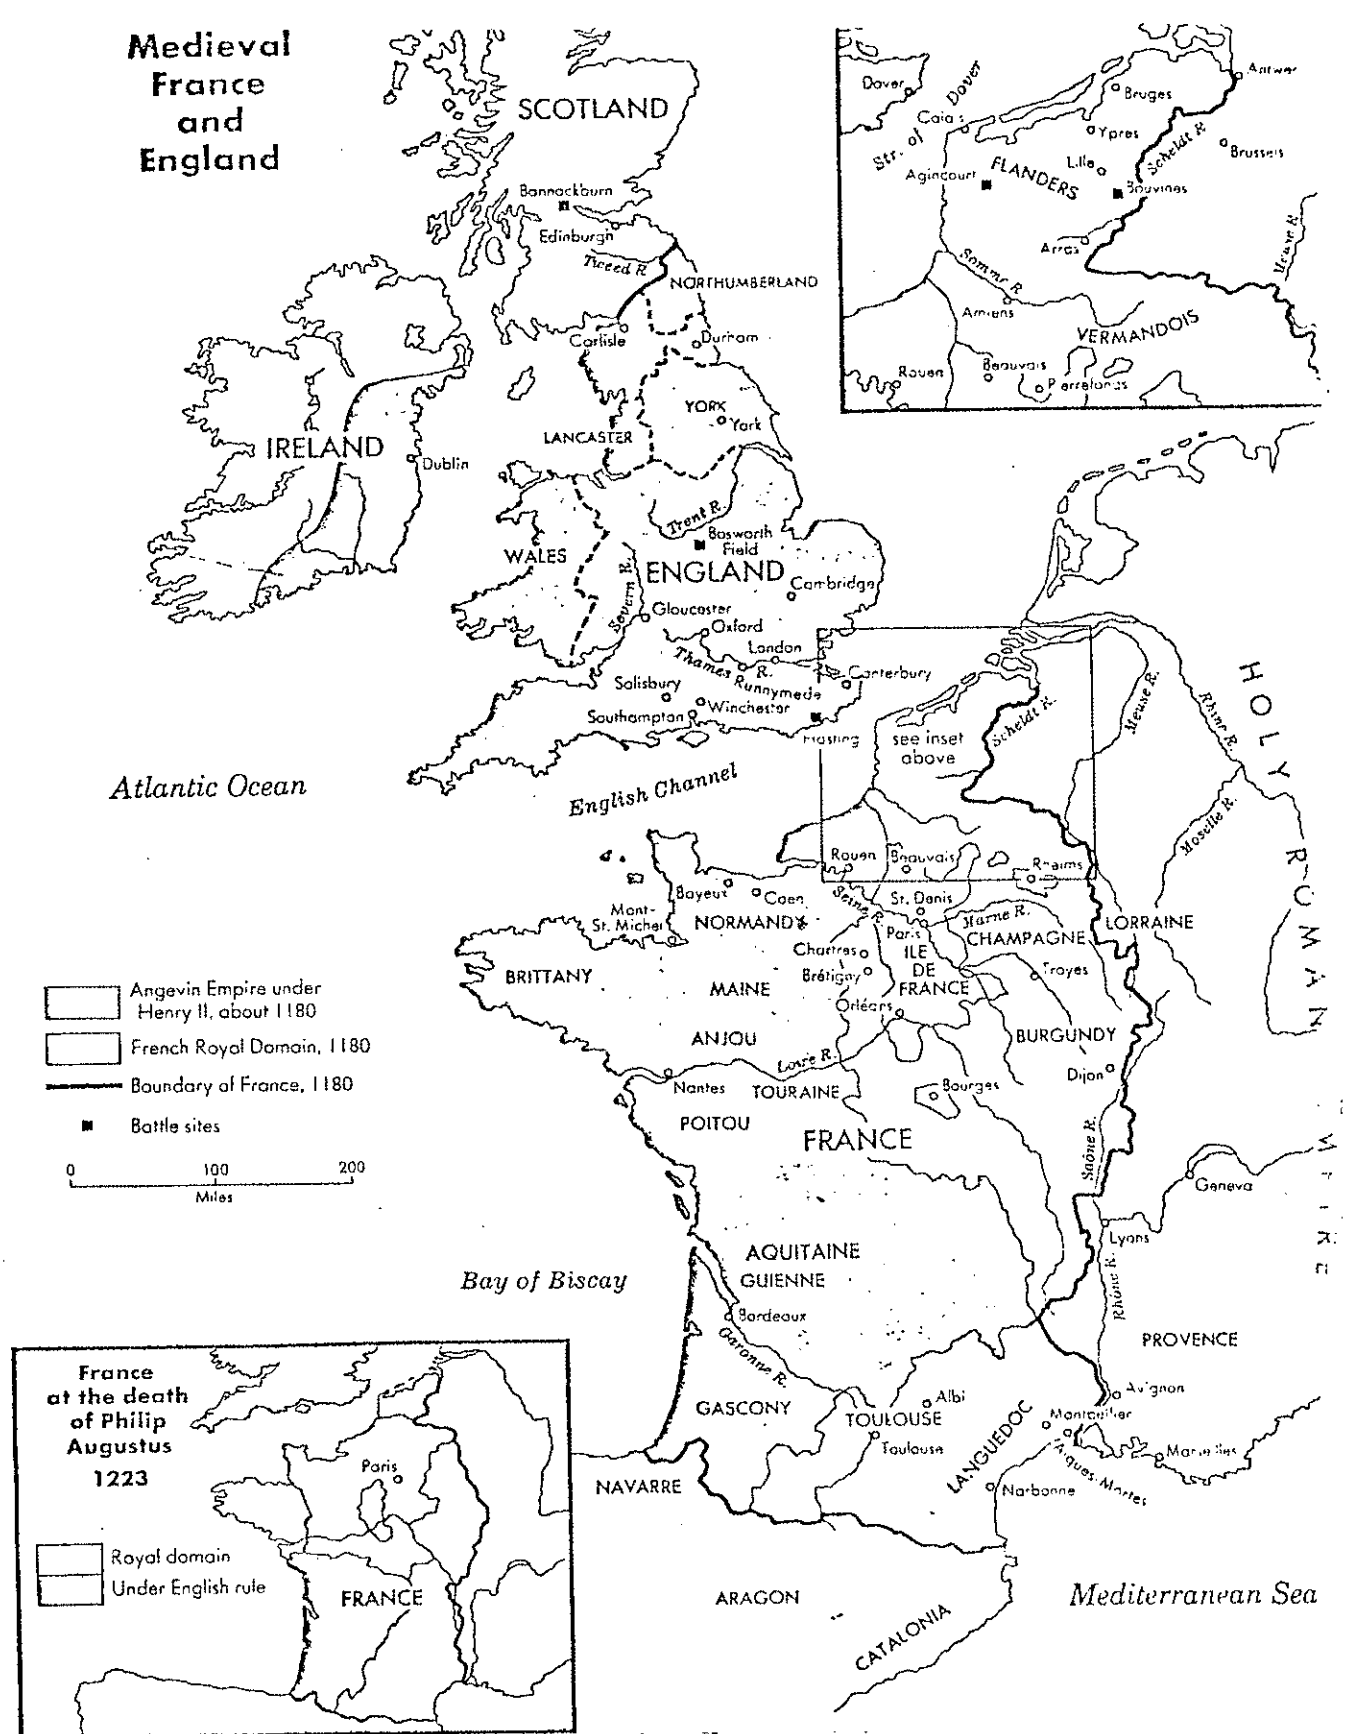 Medieval
France
and
England
SCOTLAND
Bannockburn
Edinburgh
Tweed R.
NORTHUMBERLAND
Carlisle
Durham
YORK
York
LANCASTER
IRELAND
Dublin
Trent R.
Bosworth
Field
WALES
ENGLAND
Cambridge
Severn R.
Gloucester
Oxford
London
Thames R.
Runnymede
Canterbury
Salisbury
Winchester
Southampton
Hasting
see inset
above
Scheldt R.
Meuse R.
Rhine R.
Moselle R.
HOLY ROMAN
Atlantic Ocean
English Channel
Rouen
Beauvais
Rheims
Bayeux
Caen
St. Denis
Seine R.
Marne R.
Mont-
St. Michel
NORMANDY
Paris
CHAMPAGNE
LORRAINE
Chartres
ILE
DE
FRANCE
BRITTANY
Brétigny
Troyes
MAINE
Orléans
ANJOU
BURGUNDY
Loire R.
Dijon
Nantes
TOURAINE
Bourges
POITOU
FRANCE
Saône R.
Geneva
Lyons
AQUITAINE
GUIENNE
Bay of Biscay
Bordeaux
Rhône R.
Garonne R.
PROVENCE
Avignon
Albi
GASCONY
TOULOUSE
Toulouse
LANGUEDOC
Montpellier
Aigues-Mortes
Marseilles
Narbonne
NAVARRE
ARAGON
CATALONIA
Mediterranean Sea
Angevin Empire under
Henry II, about 1180
French Royal Domain, 1180
Boundary of France, 1180
Battle sites
0 100 200
Miles
Dover
Str. of Dover
Bruges
Antwer
Ypres
Scheldt R.
Brussels
Agincourt
FLANDERS
Lille
Bouvines
Arras
Meuse R.
Somme R.
Amiens
VERMANDOIS
Rouen
Beauvais
Pierrefonds
France
at the death
of Philip
Augustus
1223
Paris
Royal domain
Under English rule
FRANCE